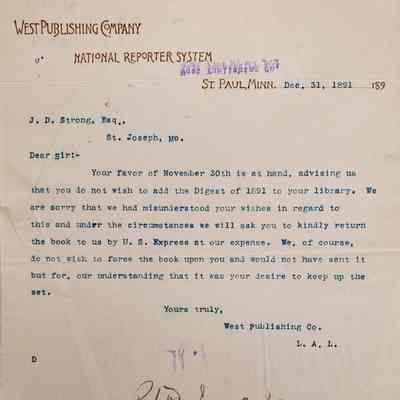 WEST PUBLISHING COMPANY
NATIONAL REPORTER SYSTEM
ST. PAUL, MINN. Dec. 31, 1891 189
J. D. Strong, Esq.,
St. Joseph, Mo.
Dear Sir:-
Your favor of November 30th is at hand, advising us
that you do not wish to add the Digest of 1891 to your library. We
are sorry that we had misunderstood your wishes in regard to
this and under the circumstances we will ask you to kindly return
the book to us by U. S. Express at our expense. We, of course,
do not wish to force the book upon you and would not have sent it
but for, our understanding that it was your desire to keep up the
set.
Yours truly,
West Publishing Co.
L. A. L.
D